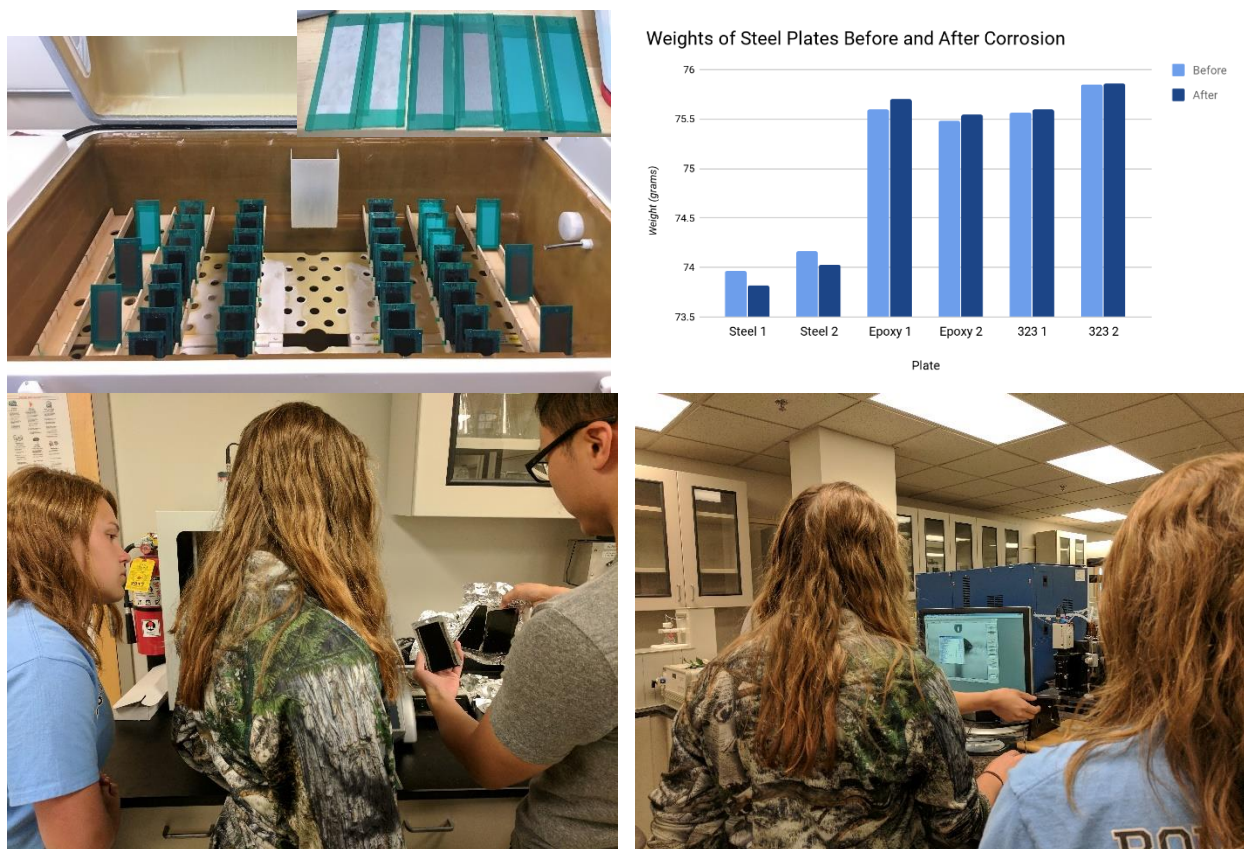 Weights of Steel Plates Before and After Corrosion
76
75.5
75
74.5
74
73.5
Weight (grams)
Before
After
Steel 1
Steel 2
Epoxy 1
Epoxy 2
323 1
323 2
Plate